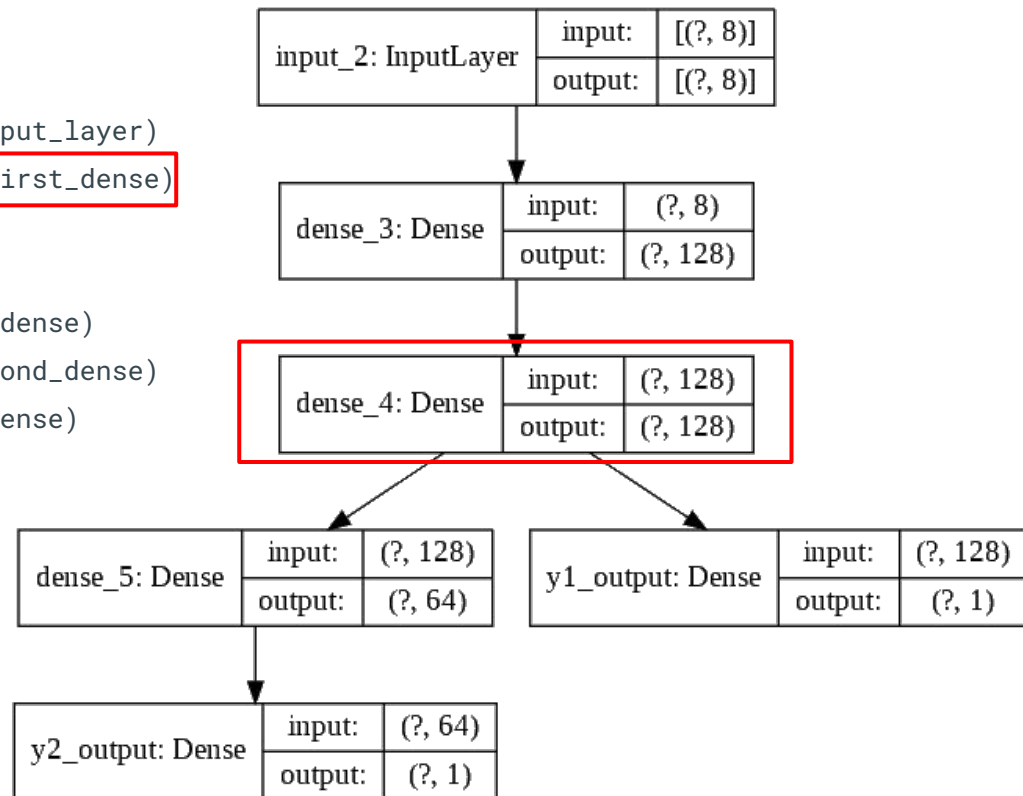 put_layer)
irst_dense)
dense)
ond_dense)
ense)
input_2: InputLayer
input: [(?, 8)]
output: [(?, 8)]
dense_3: Dense
input: (?, 8)
output: (?, 128)
dense_4: Dense
input: (?, 128)
output: (?, 128)
dense_5: Dense
input: (?, 128)
output: (?, 64)
y1_output: Dense
input: (?, 128)
output: (?, 1)
y2_output: Dense
input: (?, 64)
output: (?, 1)